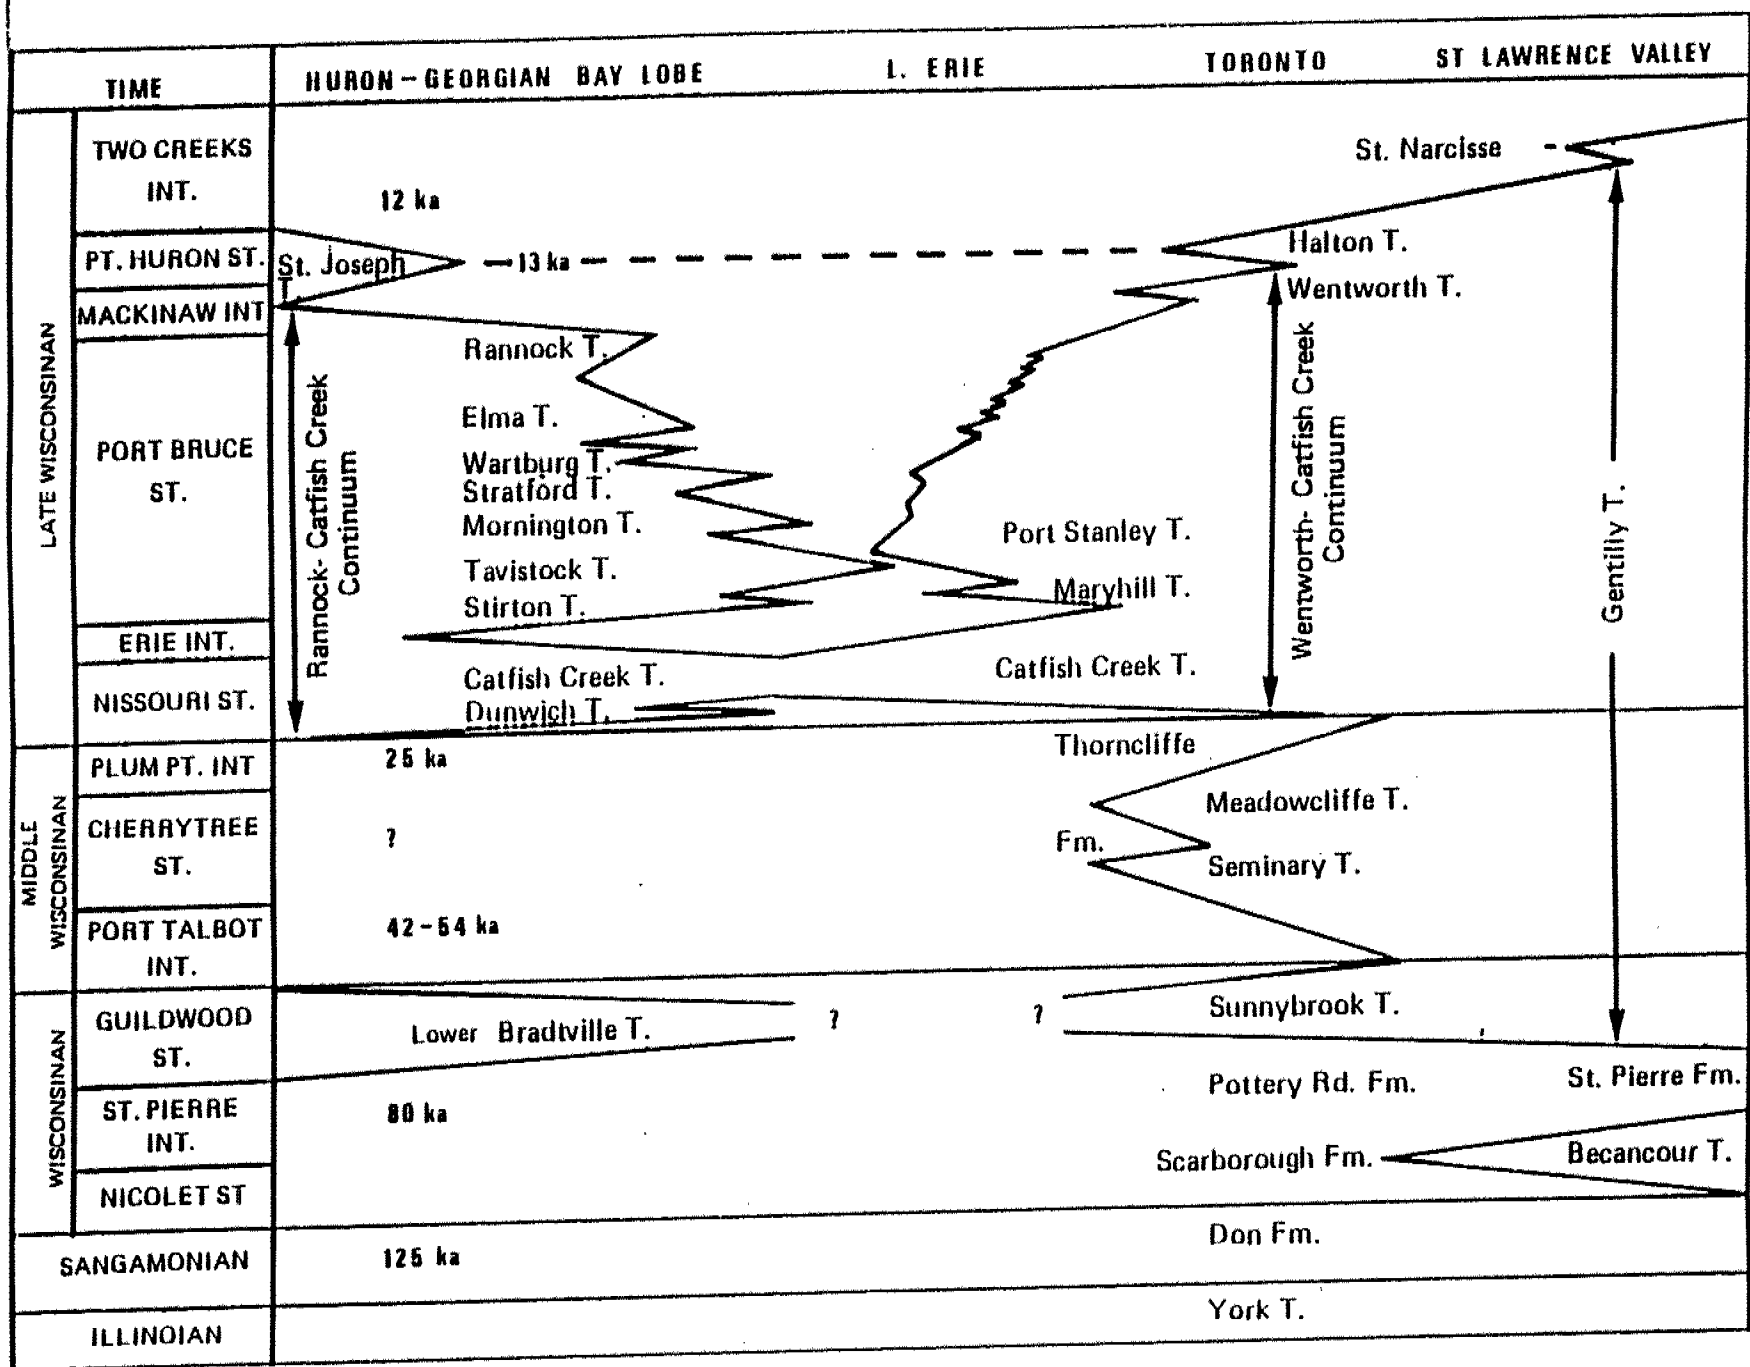 TIME
HURON-GEORGIAN BAY LOBE
L. ERIE
TORONTO
ST LAWRENCE VALLEY
LATE WISCONSINAN
TWO CREEKS
INT.
12 ka
St. Narcisse
PT. HURON ST.
St. Joseph
T.
13 ka
Halton T.
MACKINAW INT
Wentworth T.
PORT BRUCE
ST.
Rannock-Catfish Creek
Continuum
Rannock T.
Elma T.
Wartburg T.
Stratford T.
Mornington T.
Tavistock T.
Stirton T.
Port Stanley T.
Maryhill T.
Wentworth-Catfish Creek
Continuum
Gentilly T.
ERIE INT.
NISSOURI ST.
Catfish Creek T.
Dunwich T.
Catfish Creek T.
MIDDLE
WISCONSINAN
PLUM PT. INT
25 ka
Thorncliffe
CHERRYTREE
ST.
?
Fm.
Meadowcliffe T.
Seminary T.
PORT TALBOT
INT.
42-54 ka
WISCONSINAN
GUILDWOOD
ST.
Lower Bradtville T.
?
?
Sunnybrook T.
ST. PIERRE
INT.
80 ka
Pottery Rd. Fm.
St. Pierre Fm.
Scarborough Fm.
Becancour T.
NICOLET ST
SANGAMONIAN
125 ka
Don Fm.
ILLINOIAN
York T.